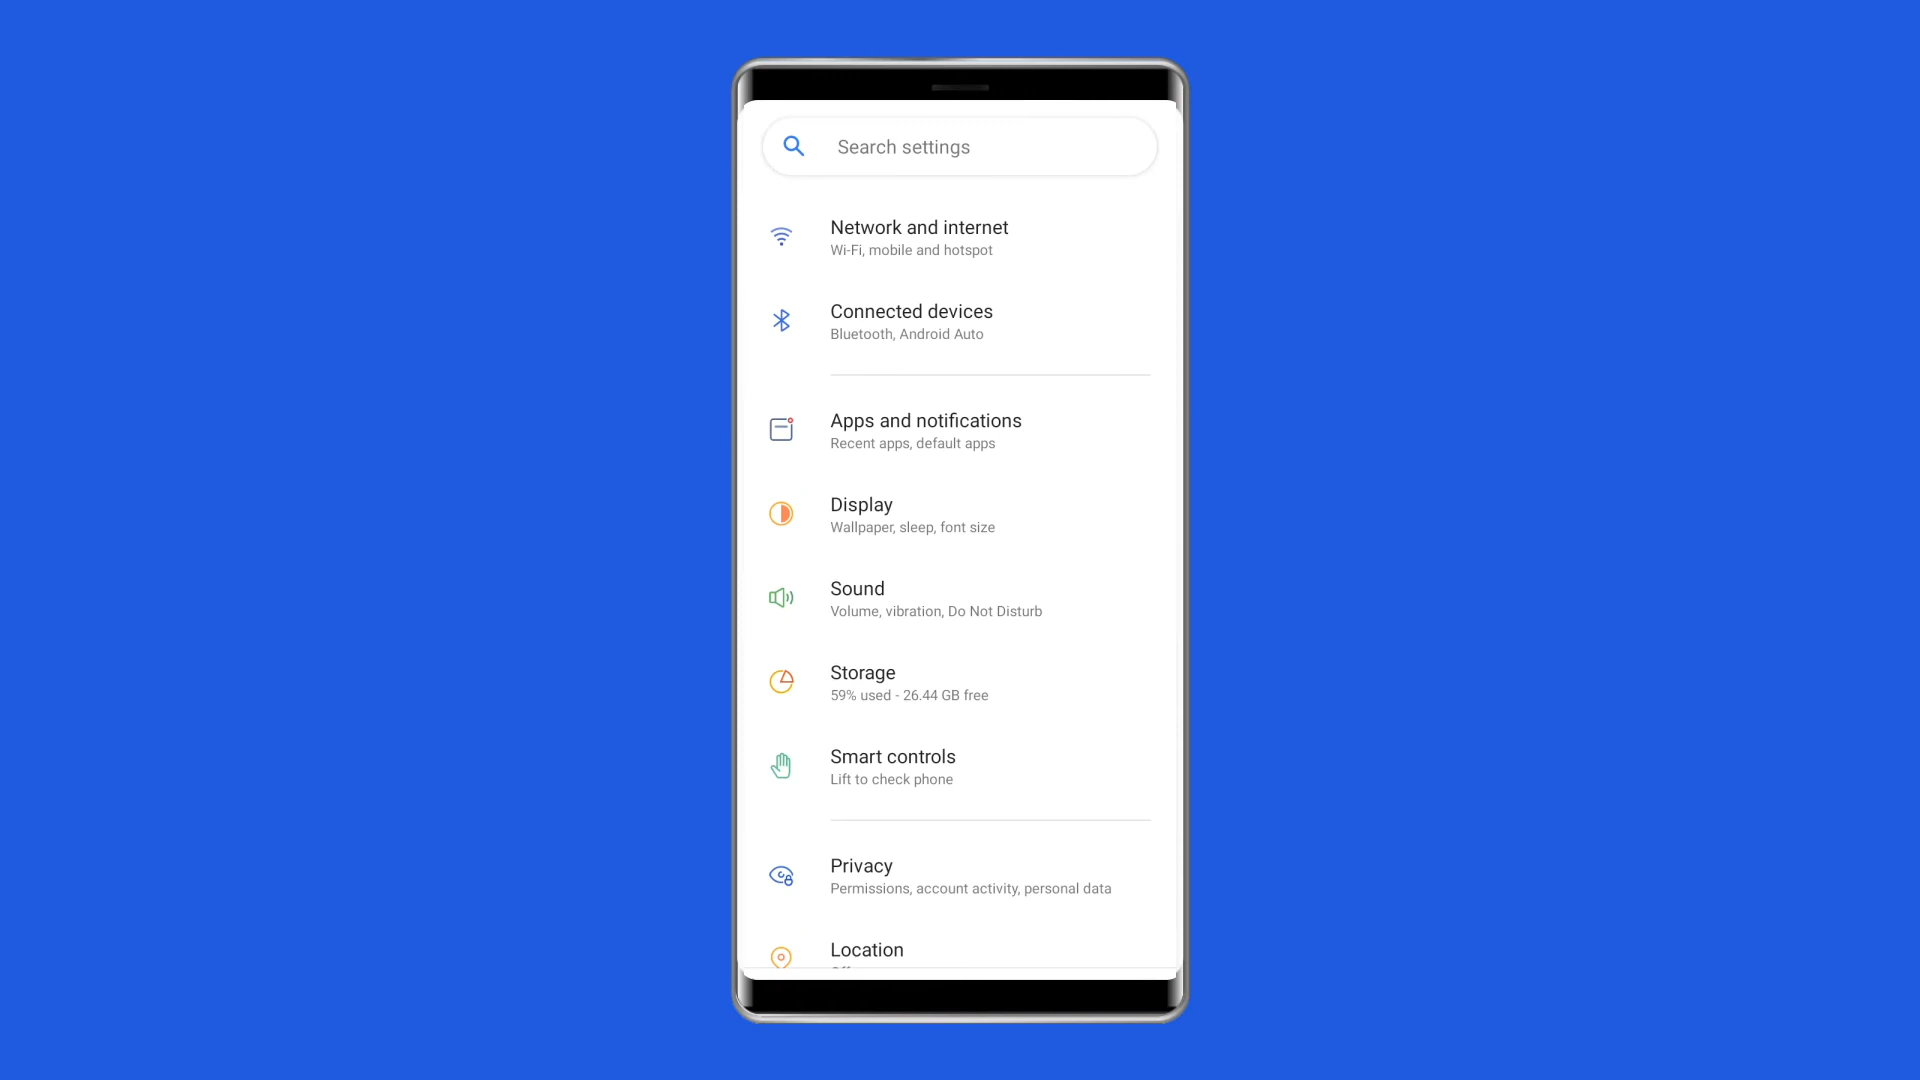 Search settings
Network and internet
Wi-Fi, mobile and hotspot
Connected devices
Bluetooth, Android Auto
Apps and notifications
Recent apps, default apps
Display
Wallpaper, sleep, font size
Sound
Volume, vibration, Do Not Disturb
Storage
59% used - 26.44 GB free
Smart controls
Lift to check phone
Privacy
Permissions, account activity, personal data
Location